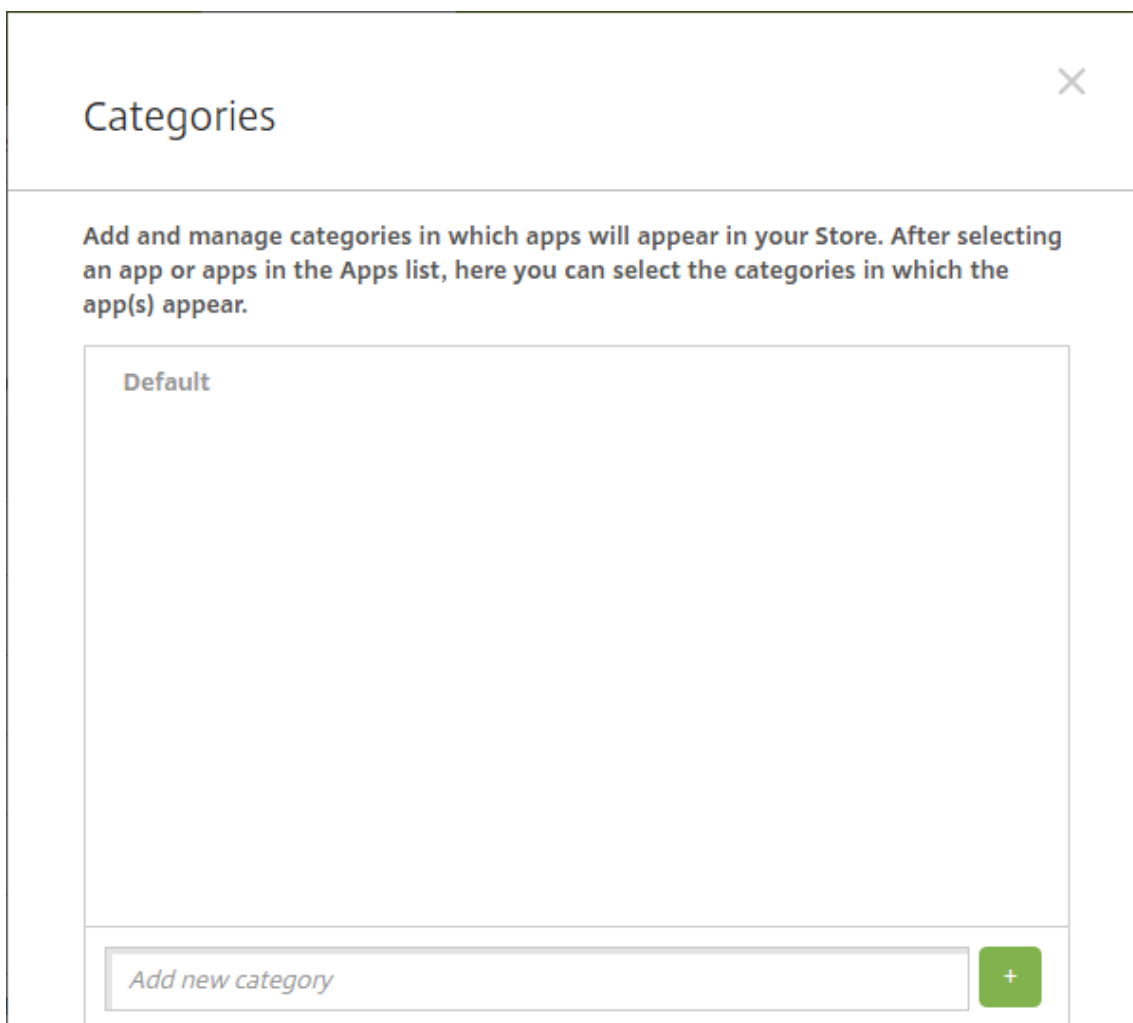 Categories
Add and manage categories in which apps will appear in your Store. After selecting
an app or apps in the Apps list, here you can select the categories in which the
app(s) appear.
Default
Add new category
+